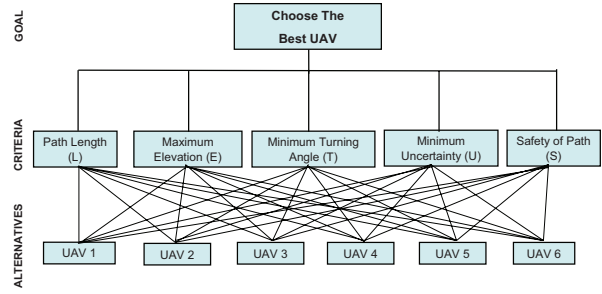 GOAL
Choose The
Best UAV
CRITERIA
Path Length
(L)
Maximum
Elevation (E)
Minimum Turning
Angle (T)
Minimum
Uncertainty (U)
Safety of Path
(S)
ALTERNATIVES
UAV 1
UAV 2
UAV 3
UAV 4
UAV 5
UAV 6